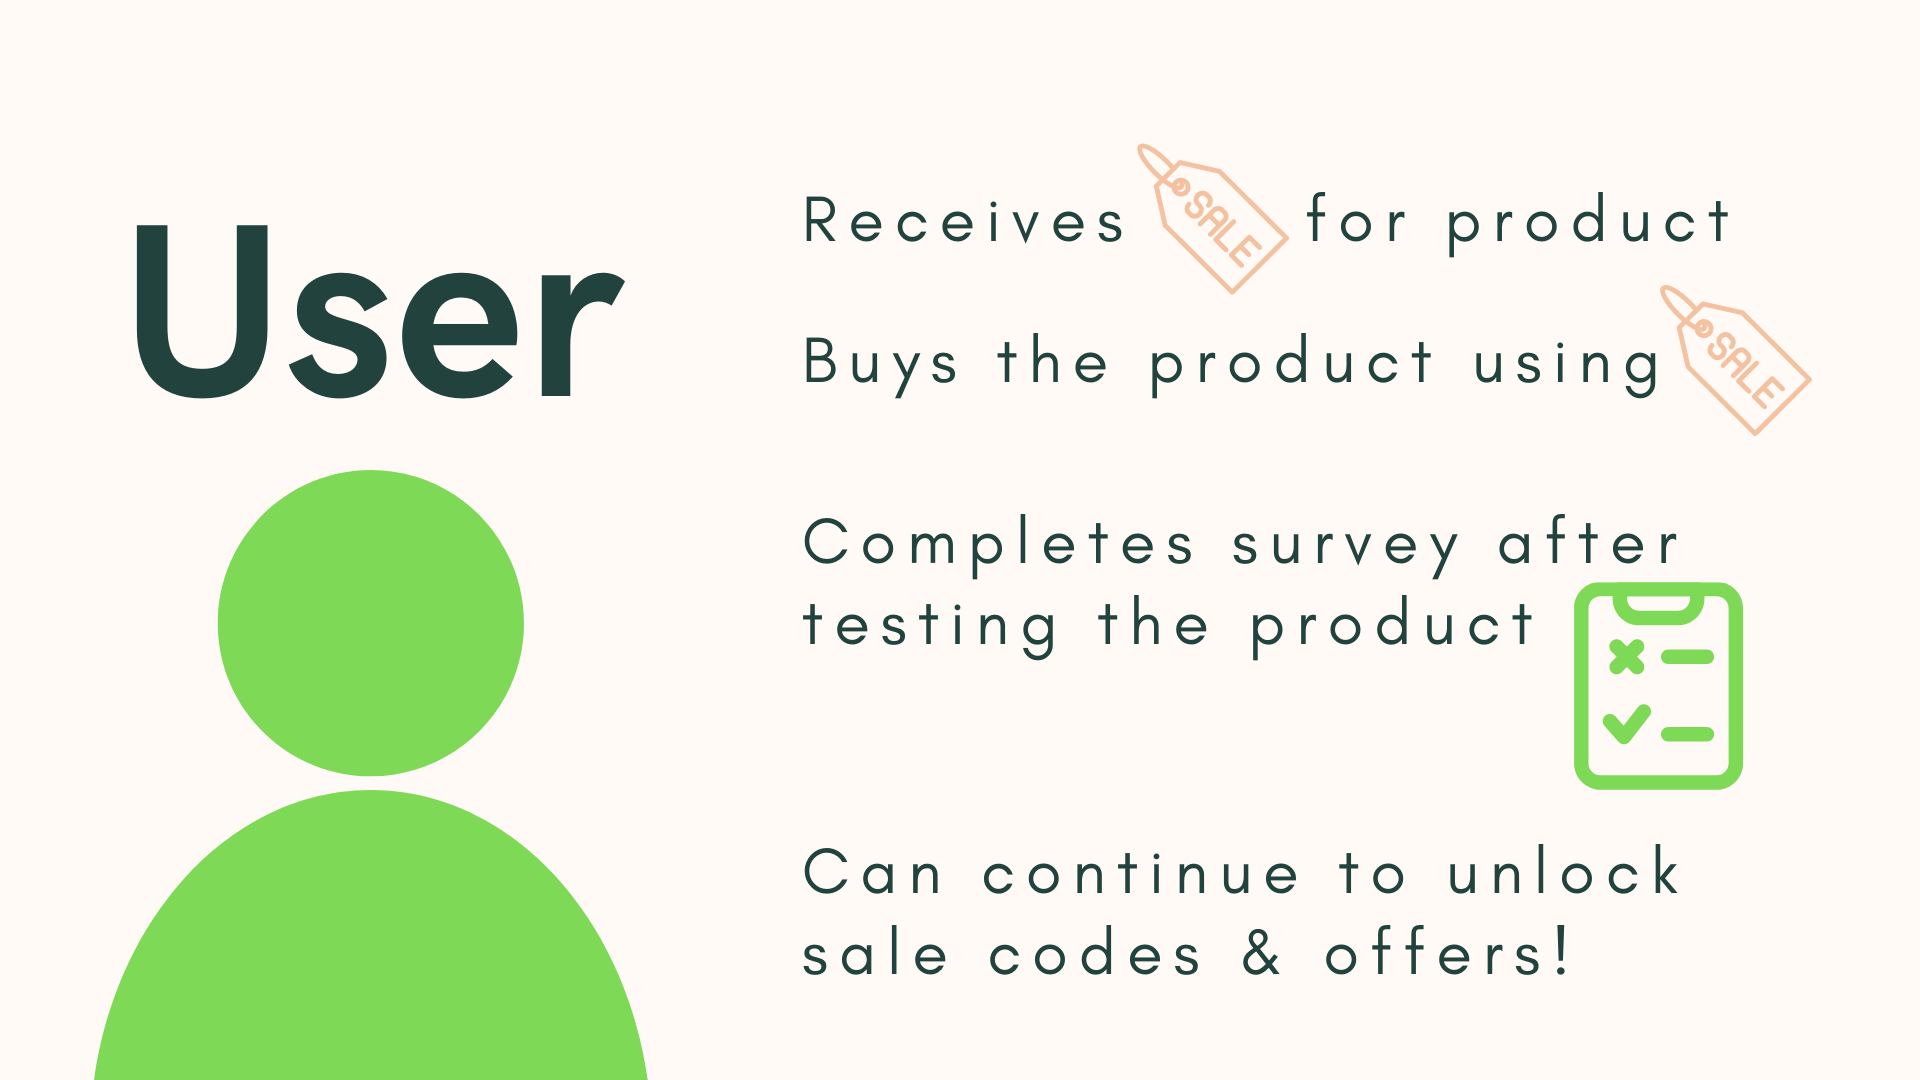 User
Receives SALE for product
Buys the product using SALE
Completes survey after
testing the product
Can continue to unlock
sale codes & offers!